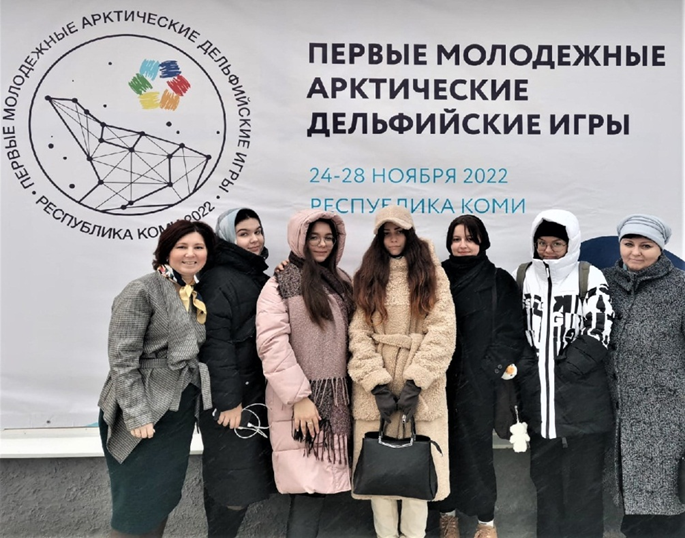 ПЕРВЫЕ МОЛОДЕЖНЫЕ АРКТИЧЕСКИЕ ДЕЛЬФИЙСКИЕ ИГРЫ
• РЕСПУБЛИКА КОМИ 2022 •
ПЕРВЫЕ МОЛОДЕЖНЫЕ
АРКТИЧЕСКИЕ
ДЕЛЬФИЙСКИЕ ИГРЫ
24-28 НОЯБРЯ 2022
РЕСПУБЛИКА КОМИ